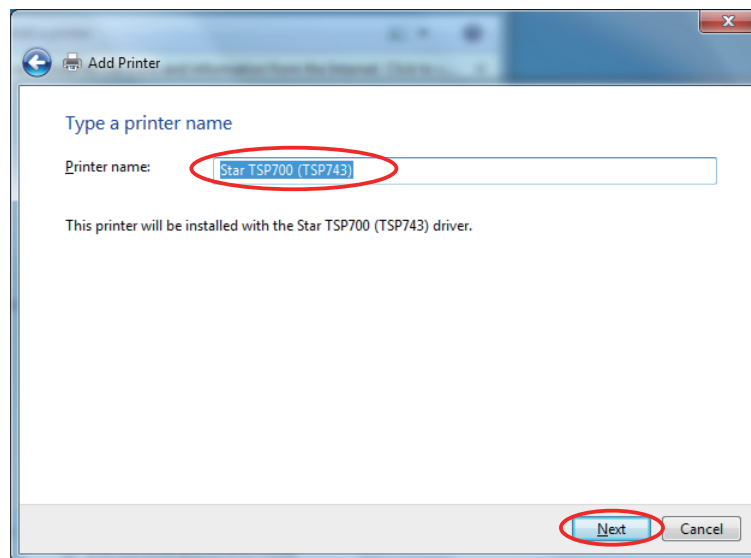 Add Printer
Type a printer name
Printer name:
Star TSP700 (TSP743)
This printer will be installed with the Star TSP700 (TSP743) driver.
Next
Cancel